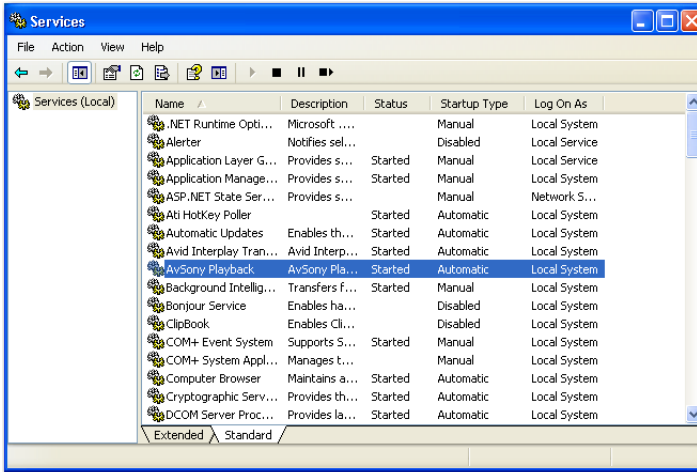 Services
File Action View Help
Services (Local)
Name Description Status Startup Type Log On As
.NET Runtime Opti... Microsoft .... Manual Local System
Alerter Notifies sel... Disabled Local Service
Application Layer G... Provides s... Started Manual Local Service
Application Manage... Provides s... Started Manual Local System
ASP.NET State Ser... Provides s... Manual Network S...
Ati HotKey Poller Started Automatic Local System
Automatic Updates Enables th... Started Automatic Local System
Avid Interplay Tran... Avid Interp... Started Automatic Local System
AvSony Playback AvSony Pla... Started Automatic Local System
Background Intellig... Transfers f... Started Manual Local System
Bonjour Service Enables ha... Disabled Local System
ClipBook Enables Cli... Disabled Local System
COM+ Event System Supports S... Started Manual Local System
COM+ System Appl... Manages t... Manual Local System
Computer Browser Maintains a... Started Automatic Local System
Cryptographic Serv... Provides th... Started Automatic Local System
DCOM Server Proc... Provides la... Started Automatic Local System
Extended Standard